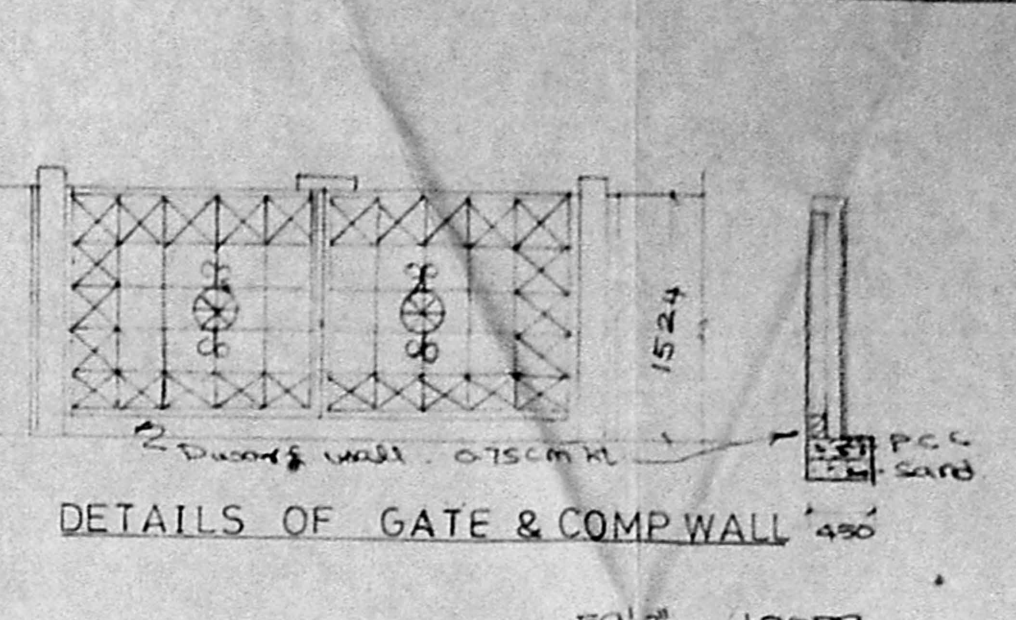 1524
P.C.C
Sand
Dwarf wall. 0.75cm ht
DETAILS OF GATE & COMP WALL
450